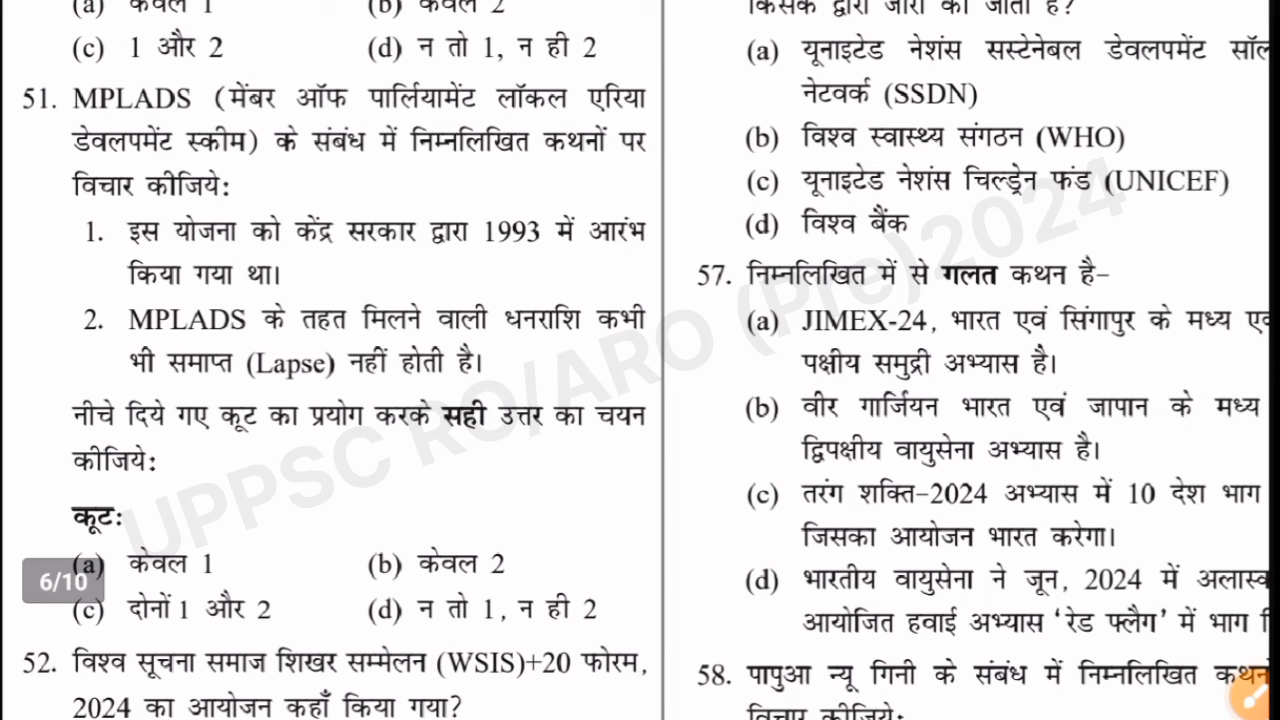 (a) केवल 1 (b) केवल 2
(c) 1 और 2 (d) न तो 1, न ही 2
51. MPLADS (मेंबर ऑफ पार्लियामेंट लॉकल एरिया
डेवलपमेंट स्कीम) के संबंध में निम्नलिखित कथनों पर
विचार कीजिये:
1. इस योजना को केंद्र सरकार द्वारा 1993 में आरंभ
किया गया था।
2. MPLADS के तहत मिलने वाली धनराशि कभी
भी समाप्त (Lapse) नहीं होती है।
नीचे दिये गए कूट का प्रयोग करके सही उत्तर का चयन
कीजिये:
कूट:
(a) केवल 1 (b) केवल 2
6/10
(c) दोनों 1 और 2 (d) न तो 1, न ही 2
52. विश्व सूचना समाज शिखर सम्मेलन (WSIS)+20 फोरम,
2024 का आयोजन कहाँ किया गया?
किसके द्वारा जारी की जाती है?
(a) यूनाइटेड नेशंस सस्टेनेबल डेवलपमेंट
नेटवर्क (SSDN)
(b) विश्व स्वास्थ्य संगठन (WHO)
(c) यूनाइटेड नेशंस चिल्ड्रेन फंड (UNICEF)
(d) विश्व बैंक
57. निम्नलिखित में से गलत कथन है-
(a) JIMEX-24, भारत एवं सिंगापुर के मध्य
पक्षीय समुद्री अभ्यास है।
(b) वीर गार्जियन भारत एवं जापान के मध्य
द्विपक्षीय वायुसेना अभ्यास है।
(c) तरंग शक्ति-2024 अभ्यास में 10 देश भाग
जिसका आयोजन भारत करेगा।
(d) भारतीय वायुसेना ने जून, 2024 में
आयोजित हवाई अभ्यास ‘रेड फ्लैग’ में भाग
58. पापुआ न्यू गिनी के संबंध में निम्नलिखित
विचार कीजिये:
UPPSC RO/ARO (Pre) 2024